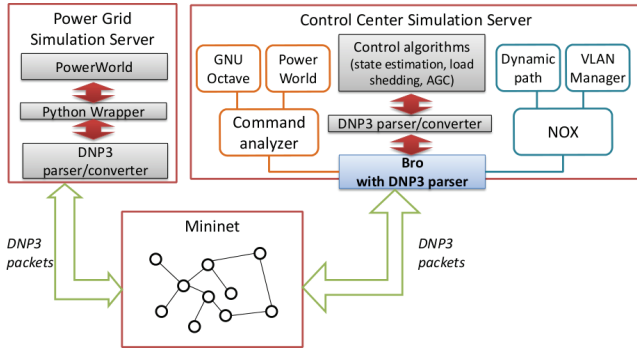 Power Grid
Simulation Server
PowerWorld
Python Wrapper
DNP3
parser/converter
Control Center Simulation Server
GNU
Octave
Power
World
Command
analyzer
Control algorithms
(state estimation, load
shedding, AGC)
DNP3 parser/converter
Bro
with DNP3 parser
Dynamic
path
VLAN
Manager
NOX
DNP3
packets
Mininet
DNP3
packets